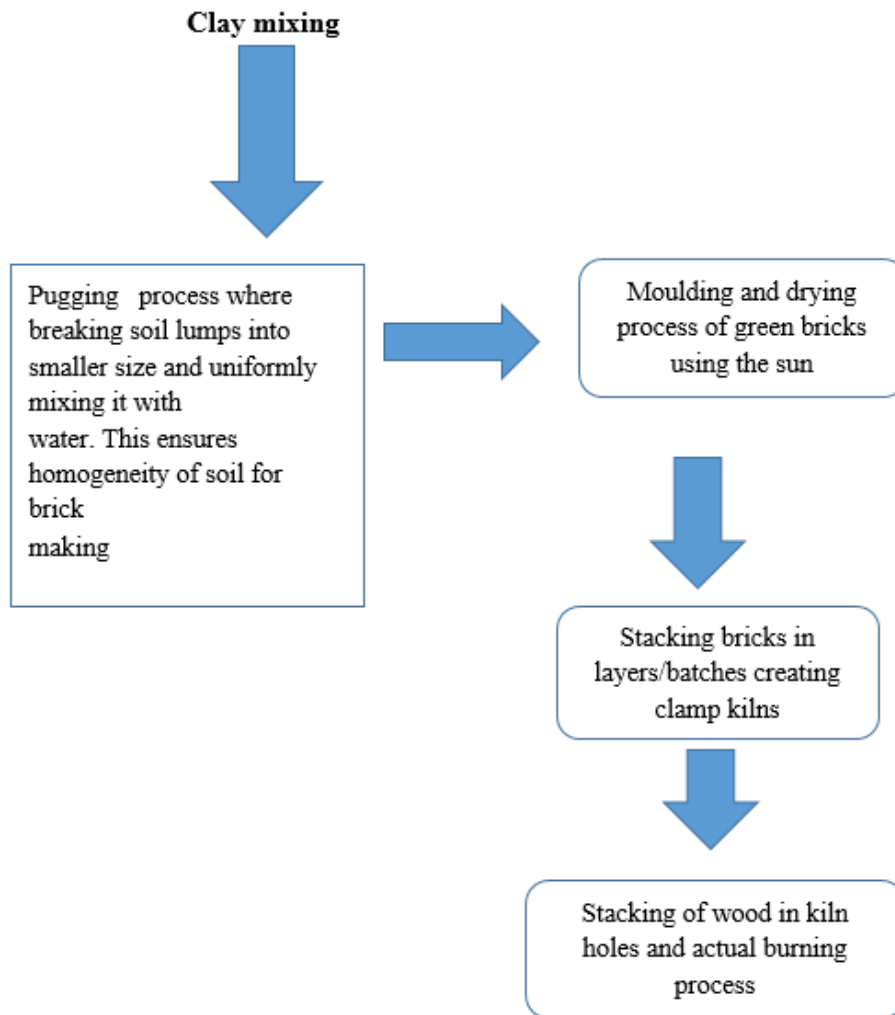 Clay mixing
Pugging process where
breaking soil lumps into
smaller size and uniformly
mixing it with
water. This ensures
homogeneity of soil for
brick
making
Moulding and drying
process of green bricks
using the sun
Stacking bricks in
layers/batches creating
clamp kilns
Stacking of wood in kiln
holes and actual burning
process